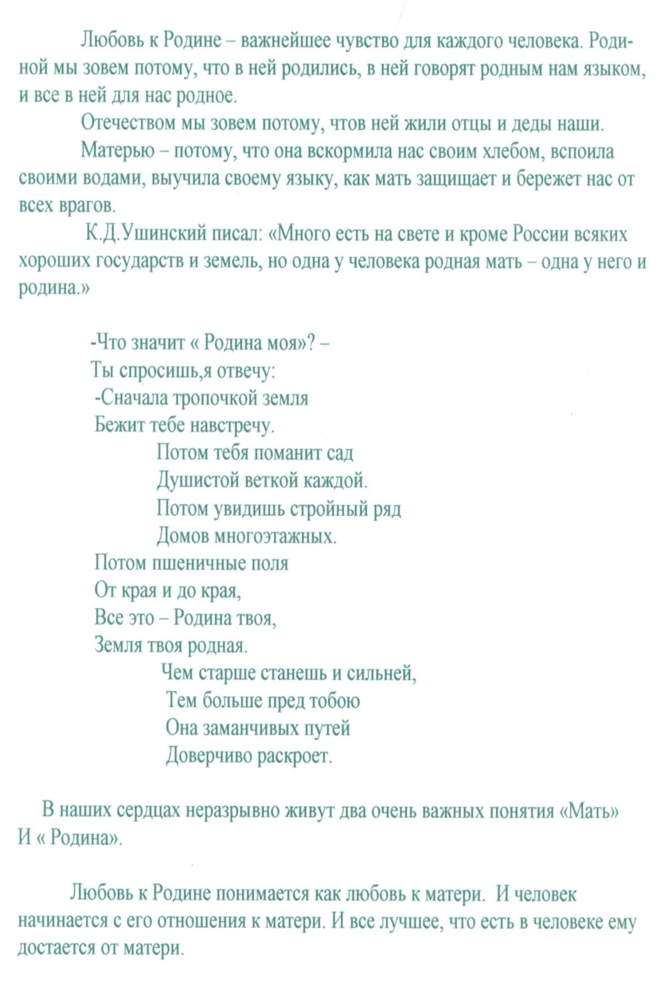 Любовь к Родине – важнейшее чувство для каждого человека. Роди-
ной мы зовем потому, что в ней родились, в ней говорят родным нам языком,
и все в ней для нас родное.
Отечеством мы зовем потому, чтов ней жили отцы и деды наши.
Матерью – потому, что она вскормила нас своим хлебом, вспоила
своими водами, выучила своему языку, как мать защищает и бережет нас от
всех врагов.
К.Д.Ушинский писал: «Много есть на свете и кроме России всяких
хороших государств и земель, но одна у человека родная мать – одна у него и
родина.»
-Что значит « Родина моя»? –
Ты спросишь,я отвечу:
-Сначала тропочкой земля
Бежит тебе навстречу.
Потом тебя поманит сад
Душистой веткой каждой.
Потом увидишь стройный ряд
Домов многоэтажных.
Потом пшеничные поля
От края и до края,
Все это – Родина твоя,
Земля твоя родная.
Чем старше станешь и сильней,
Тем больше пред тобою
Она заманчивых путей
Доверчиво раскроет.
В наших сердцах неразрывно живут два очень важных понятия «Мать»
И « Родина».
Любовь к Родине понимается как любовь к матери.  И человек
начинается с его отношения к матери. И все лучшее, что есть в человеке ему
достается от матери.